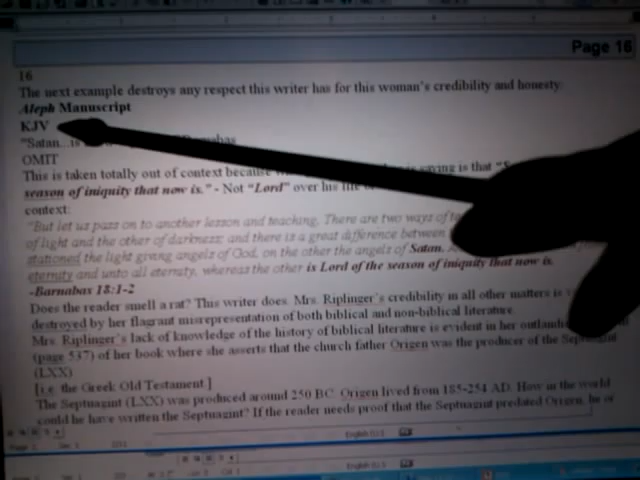 Page 16
16
The next example destroys any respect this writer has for this woman's credibility and honesty.
Aleph Manuscript
KJV
"Satan...is
OMIT
This is taken totally out of context because
is saying is that
season of iniquity that now is." - Not "Lord" over his
context:
"But let us pass on to another lesson and teaching. There are two ways of
of light and the other of darkness; and there is a great difference between
stationed the light giving angels of God, on the other the angels of Satan.
eternity and unto all eternity, whereas the other is Lord of the season of iniquity that now is.
-Barnabas 18:1-2
Does the reader smell a rat? This writer does. Mrs. Riplinger's credibility in all other matters is
destroyed by her flagrant misrepresentation of both biblical and non-biblical literature.
Mrs. Riplinger's lack of knowledge of the history of biblical literature is evident in her
(page 537) of her book where she asserts that the church father Origen was the producer of the Septuagint
(LXX)
[i.e. the Greek Old Testament.]
The Septuagint (LXX) was produced around 250 BC. Origen lived from 185-254 AD. How in the world
could he have written the Septuagint? If the reader needs proof that the Septuagint predated Origen, he or
English (U.S
English (U.S